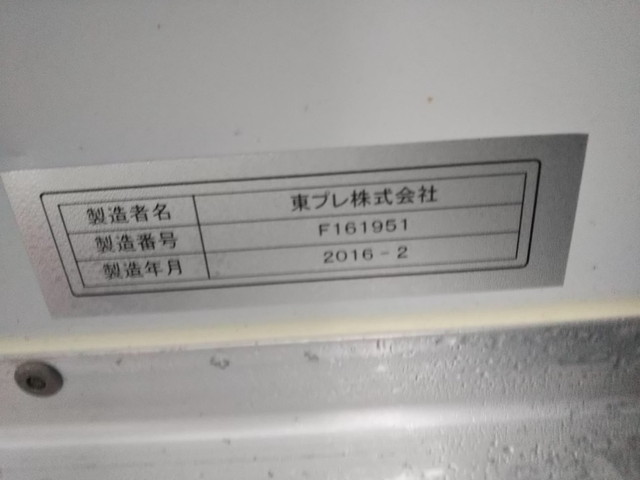 製造者名 東プレ株式会社
製造番号 F161951
製造年月 2016-2